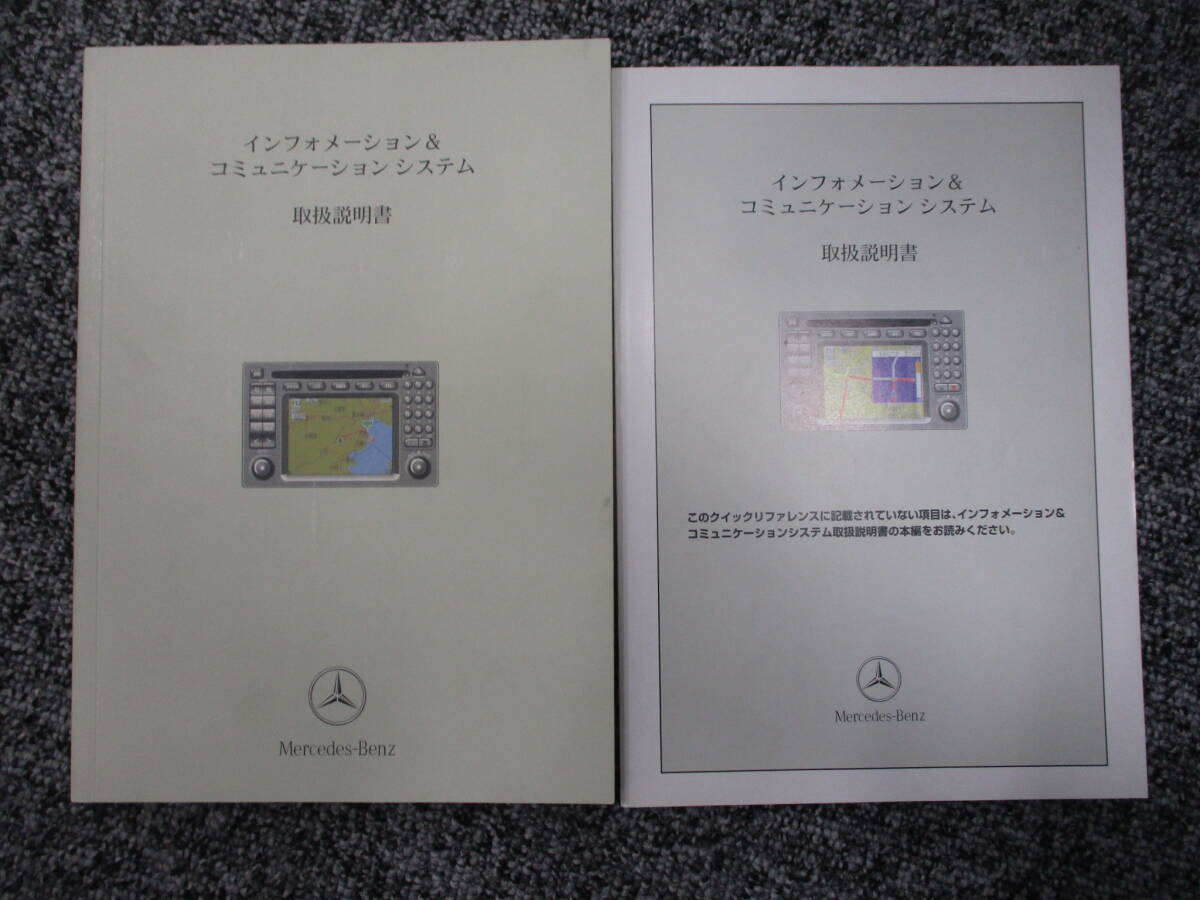 インフォメーション&
コミュニケーション システム
取扱説明書
Mercedes-Benz
インフォメーション&
コミュニケーション システム
取扱説明書
このクイックリファレンスに記載されていない項目は、インフォメーション&
コミュニケーションシステム取扱説明書の本編をお読みください。
Mercedes-Benz